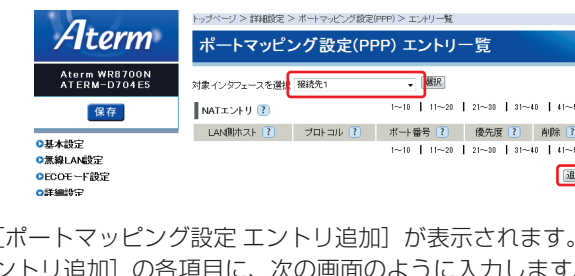 トップページ > 詳細設定 > ポートマッピング設定(PPP) > エントリ一覧
Aterm
ポートマッピング設定(PPP) エントリ一覧
Aterm WR8700N
ATERM-D704E5
対象インタフェースを選択
接続先1
選択
保存
NATエントリ ?
1~10 | 11~20 | 21~30 | 31~40 | 41~
LAN側ホスト ? プロトコル ? ポート番号 ? 優先度 ? 削除 ?
1~10 | 11~20 | 21~30 | 31~40 | 41~
基本設定
無線LAN設定
ECOモード設定
詳細設定
[ポートマッピング設定 エントリ追加］が表示されます。
ントリ追加］の各項目に、次の画面のように入力します